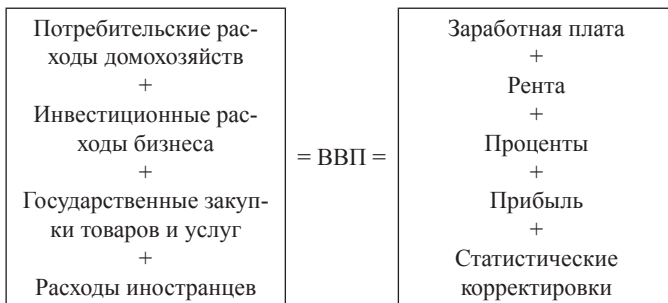 Потребительские рас-
ходы домохозяйств
+
Инвестиционные рас-
ходы бизнеса
+
Государственные закуп-
ки товаров и услуг
+
Расходы иностранцев
= ВВП =
Заработная плата
+
Рента
+
Проценты
+
Прибыль
+
Статистические
корректировки